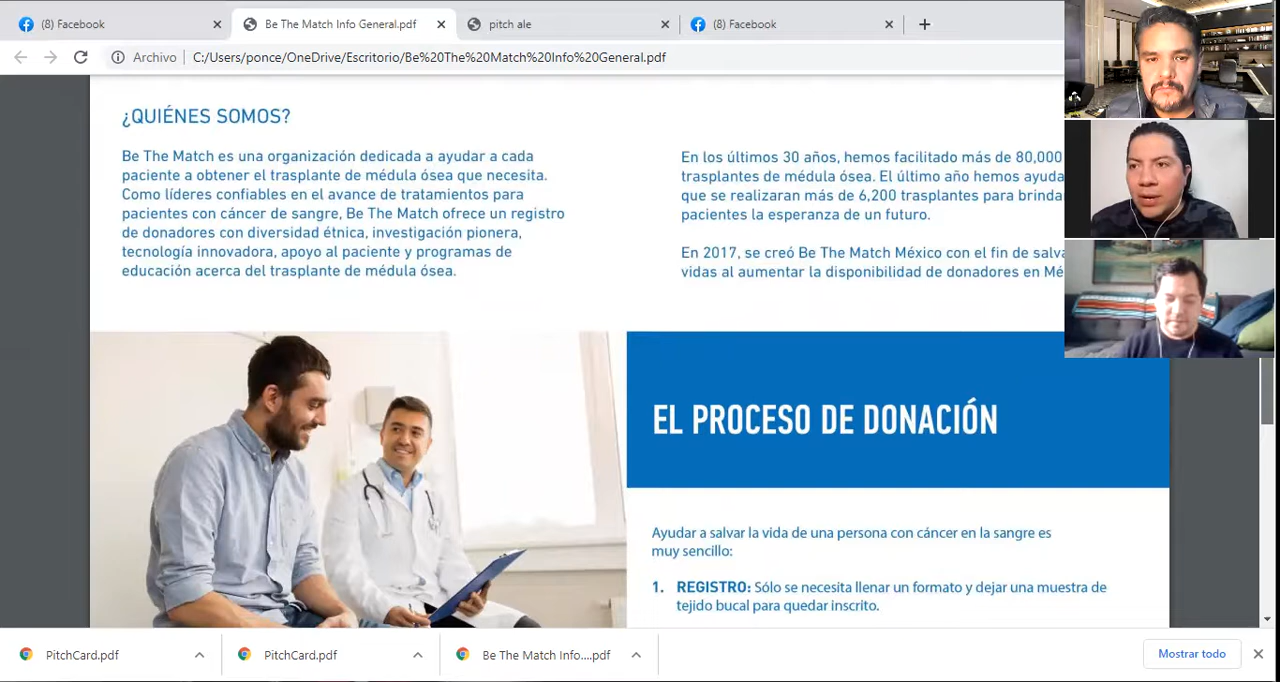 (8) Facebook
Be The Match Info General.pdf
pitch ale
(8) Facebook
Archivo
C:/Users/ponce/OneDrive/Escritorio/Be%20The%20Match%20Info%20General.pdf
¿QUIÉNES SOMOS?
Be The Match es una organización dedicada a ayudar a cada
paciente a obtener el trasplante de médula ósea que necesita.
Como líderes confiables en el avance de tratamientos para
pacientes con cáncer de sangre, Be The Match ofrece un registro
de donadores con diversidad étnica, investigación pionera,
tecnología innovadora, apoyo al paciente y programas de
educación acerca del trasplante de médula ósea.
En los últimos 30 años, hemos facilitado más de 80,000
trasplantes de médula ósea. El último año hemos ayuda
que se realizaran más de 6,200 trasplantes para brinda
pacientes la esperanza de un futuro.
En 2017, se creó Be The Match México con el fin de salva
vidas al aumentar la disponibilidad de donadores en Mé
EL PROCESO DE DONACIÓN
Ayudar a salvar la vida de una persona con cáncer en la sangre es
muy sencillo:
1. REGISTRO: Sólo se necesita llenar un formato y dejar una muestra de
tejido bucal para quedar inscrito.
PitchCard.pdf
PitchCard.pdf
Be The Match Info....pdf
Mostrar todo